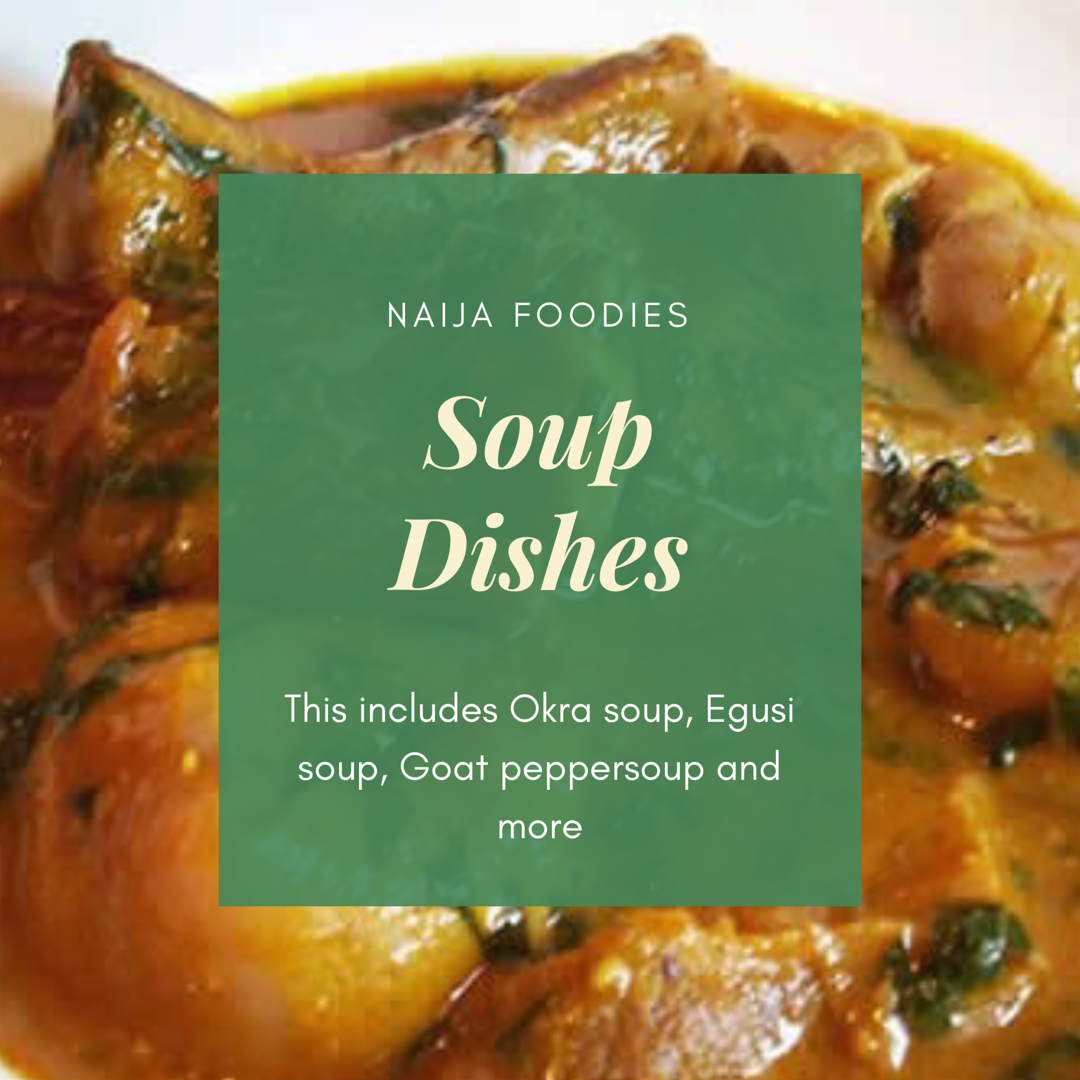 NAIJA FOODIES
Soup
Dishes
This includes Okra soup, Egusi
soup, Goat peppersoup and
more